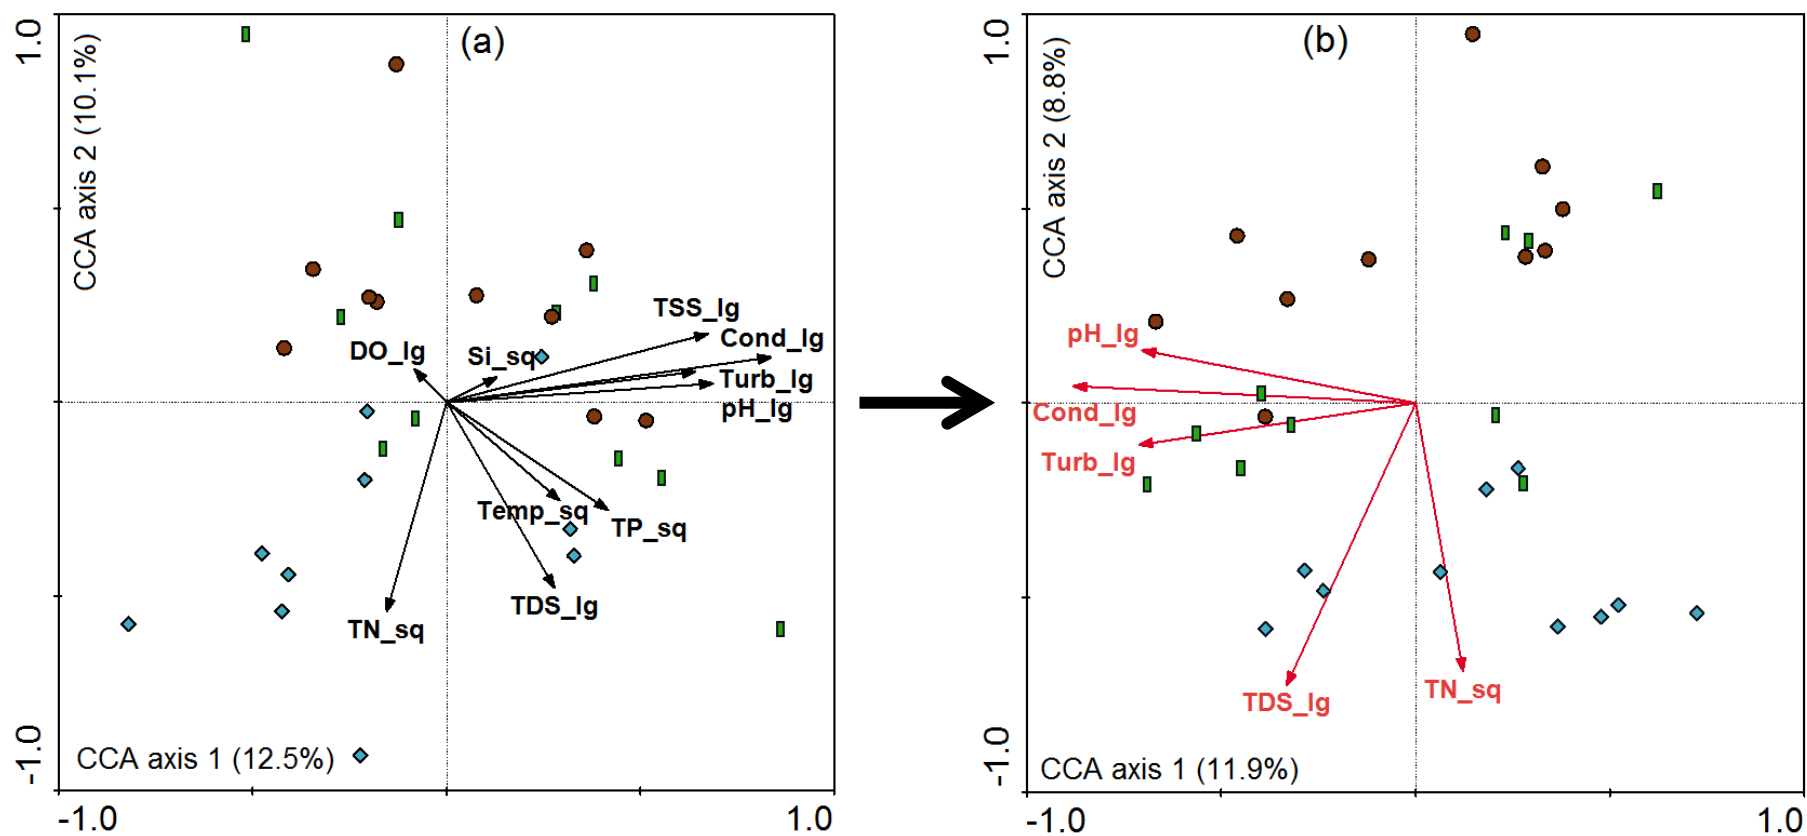 (a)
1.0
CCA axis 2 (10.1%)
TSS_lg
Cond_lg
DO_lg
Si_sq
Turb_lg
pH_lg
Temp_sq
TP_sq
TDS_lg
TN_sq
-1.0
CCA axis 1 (12.5%)
-1.0
1.0
(b)
1.0
CCA axis 2 (8.8%)
pH_lg
Cond_lg
Turb_lg
TDS_lg
TN_sq
-1.0
CCA axis 1 (11.9%)
-1.0
1.0